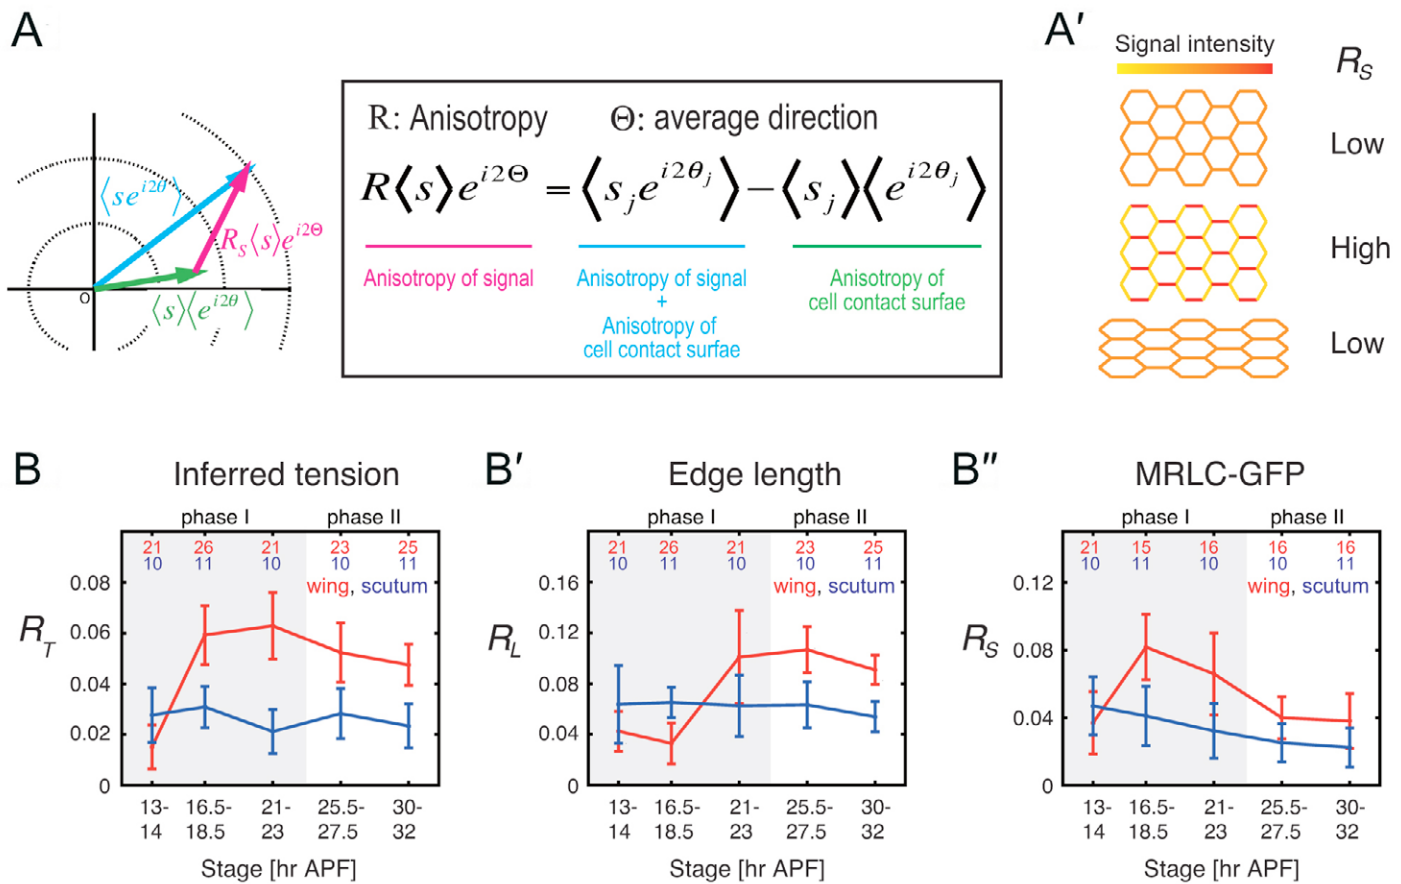 A
⟨se^{i2θ}⟩
R_S⟨s⟩e^{i2Θ}
O
⟨s⟩⟨e^{i2θ}⟩
R: Anisotropy Θ: average direction
R⟨s⟩e^{i2Θ} = ⟨s_j e^{i2θ_j}⟩ − ⟨s_j⟩⟨e^{i2θ_j}⟩
Anisotropy of signal
Anisotropy of signal
+
Anisotropy of
cell contact surfae
Anisotropy of
cell contact surfae
A′
Signal intensity
R_S
Low
High
Low
B
Inferred tension
phase I phase II
21 26 21 23 25
10 11 10 10 11
wing, scutum
R_T
0.08
0.06
0.04
0.02
0
13- 16.5- 21- 25.5- 30-
14 18.5 23 27.5 32
Stage [hr APF]
B′
Edge length
phase I phase II
21 26 21 23 25
10 11 10 10 11
wing, scutum
R_L
0.16
0.12
0.08
0.04
0
13- 16.5- 21- 25.5- 30-
14 18.5 23 27.5 32
Stage [hr APF]
B″
MRLC-GFP
phase I phase II
21 15 16 16 16
10 11 10 10 11
wing, scutum
R_S
0.12
0.08
0.04
0
13- 16.5- 21- 25.5- 30-
14 18.5 23 27.5 32
Stage [hr APF]